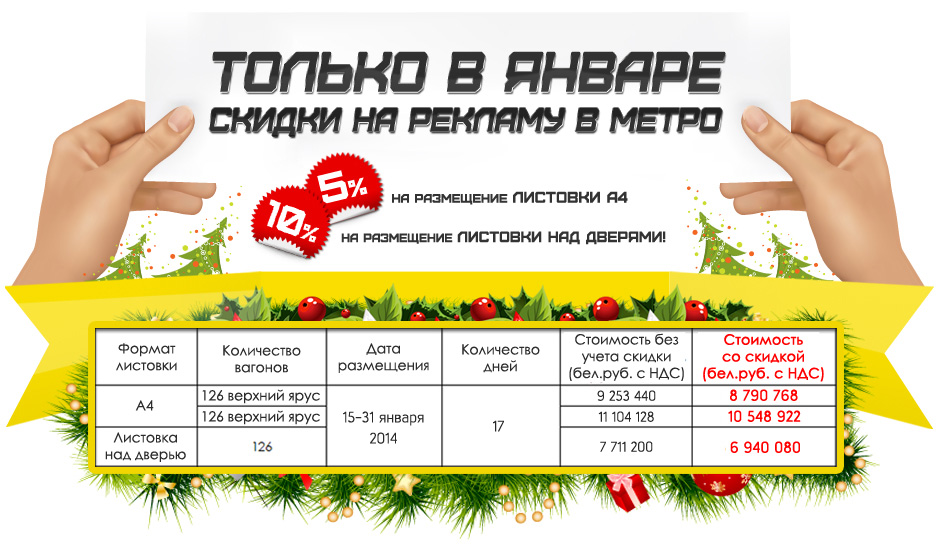 ТОЛЬКО В ЯНВАРЕ
СКИДКИ НА РЕКЛАМУ В МЕТРО
5% НА РАЗМЕЩЕНИЕ ЛИСТОВКИ А4
10% НА РАЗМЕЩЕНИЕ ЛИСТОВКИ НАД ДВЕРЯМИ!
Формат листовки
Количество вагонов
Дата размещения
Количество дней
Стоимость без учета скидки (бел.руб. с НДС)
Стоимость со скидкой (бел.руб. с НДС)
А4
126 верхний ярус
9 253 440
8 790 768
126 верхний ярус
15-31 января 2014
17
11 104 128
10 548 922
Листовка над дверью
126
7 711 200
6 940 080